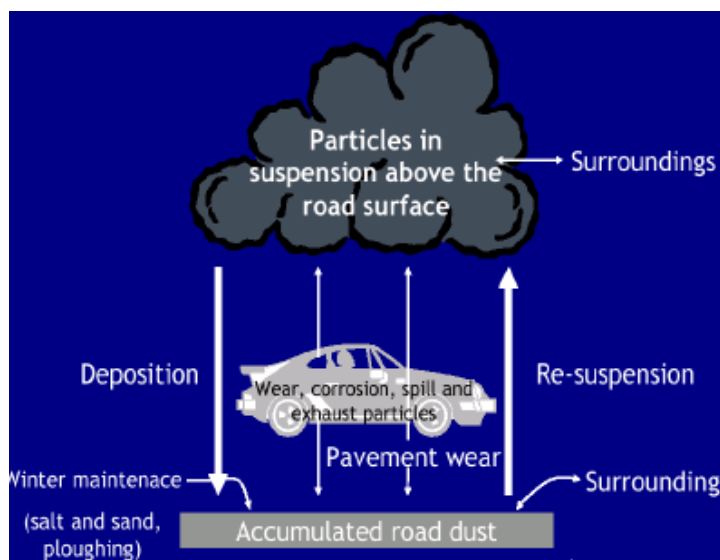 Particles in
suspension above the
road surface
Surroundings
Deposition
Wear, corrosion, spill and
exhaust particles
Re-suspension
Pavement wear
Winter maintenace
(salt and sand,
ploughing)
Surrounding
Accumulated road dust